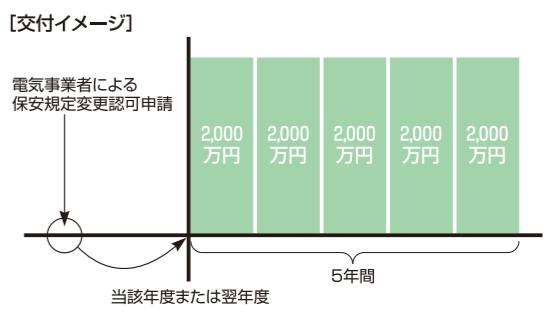 ［交付イメージ］
電気事業者による
保安規定変更認可申請
2,000
万円
2,000
万円
2,000
万円
2,000
万円
2,000
万円
5年間
当該年度または翌年度